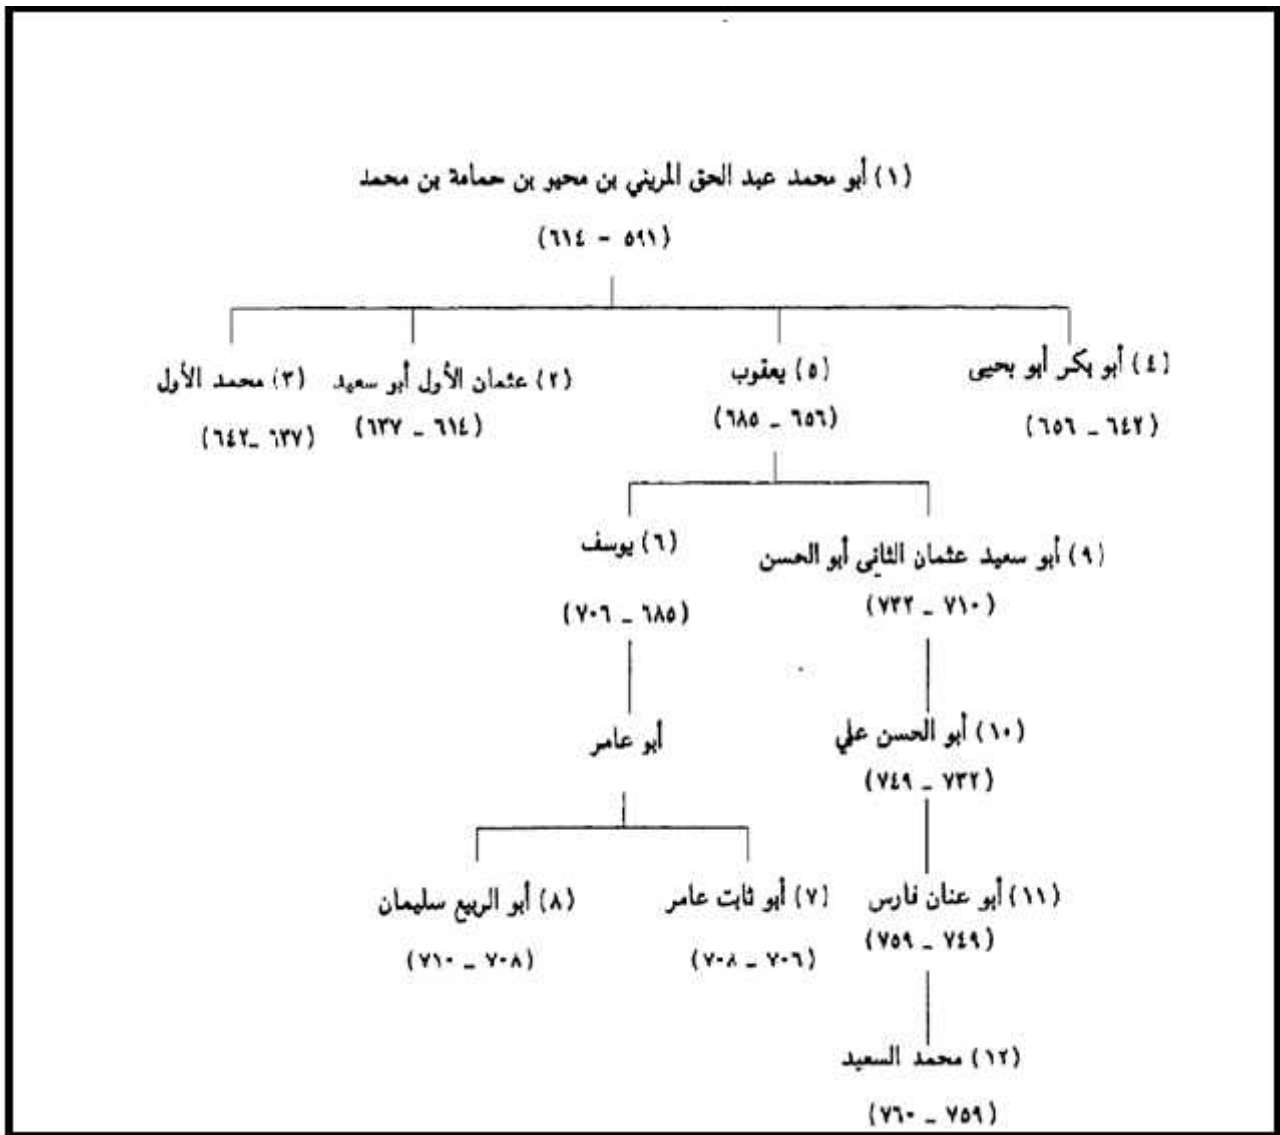 (١) أبو محمد عبد الحق المريني بن محيو بن حمامة بن محمد
(٥٩١ - ٦١٤)
(٤) أبو بكر أبو يحيى
(٦٤٢ - ٦٥٦)
(٥) يعقوب
(٦٥٦ - ٦٨٥)
(٢) عثمان الأول أبو سعيد
(٦١٤ - ٦٣٧)
(٣) محمد الأول
(٦٣٧ - ٦٤٢)
(٦) يوسف
(٦٨٥ - ٧٠٦)
(٩) أبو سعيد عثمان الثاني أبو الحسن
(٧١٠ - ٧٣٢)
(١٠) أبو الحسن علي
(٧٣٢ - ٧٤٩)
أبو عامر
(١١) أبو عنان فارس
(٧٤٩ - ٧٥٩)
(٧) أبو ثابت عامر
(٧٠٦ - ٧٠٨)
(٨) أبو الربيع سليمان
(٧٠٨ - ٧١٠)
(١٢) محمد السعيد
(٧٥٩ - ٧٦٠)